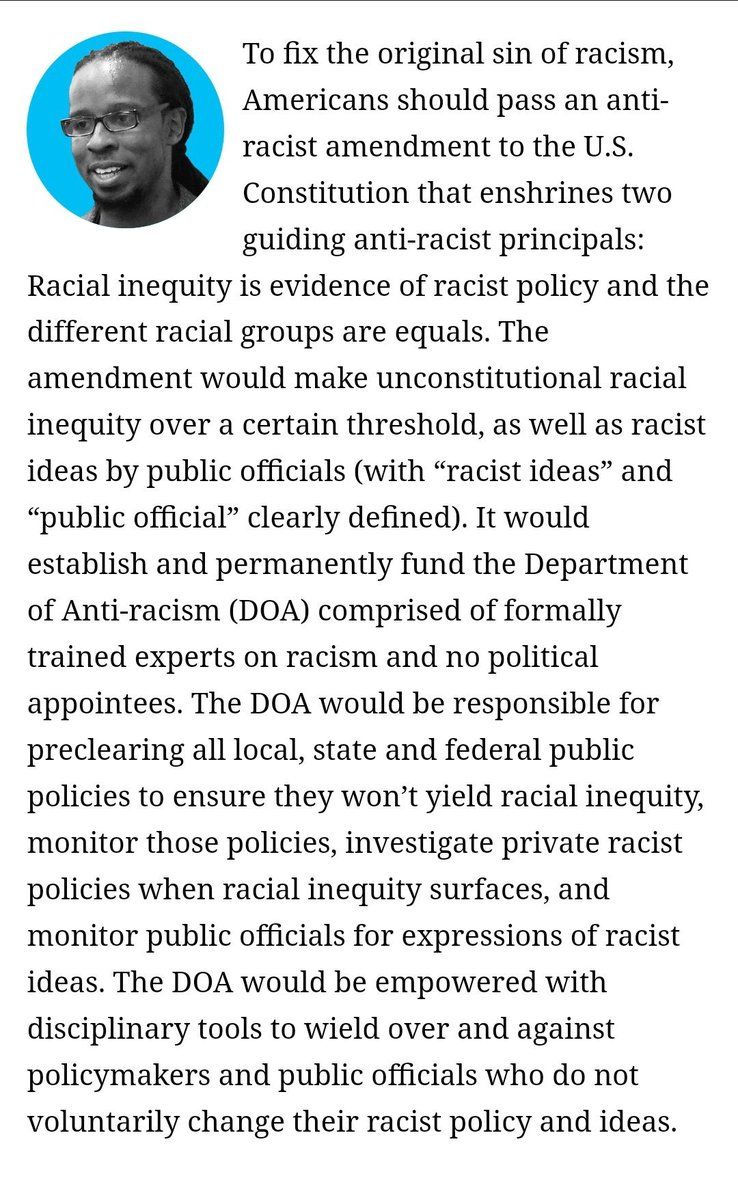 To fix the original sin of racism,
Americans should pass an anti-
racist amendment to the U.S.
Constitution that enshrines two
guiding anti-racist principals:
Racial inequity is evidence of racist policy and the
different racial groups are equals. The
amendment would make unconstitutional racial
inequity over a certain threshold, as well as racist
ideas by public officials (with “racist ideas” and
“public official” clearly defined). It would
establish and permanently fund the Department
of Anti-racism (DOA) comprised of formally
trained experts on racism and no political
appointees. The DOA would be responsible for
preclearing all local, state and federal public
policies to ensure they won’t yield racial inequity,
monitor those policies, investigate private racist
policies when racial inequity surfaces, and
monitor public officials for expressions of racist
ideas. The DOA would be empowered with
disciplinary tools to wield over and against
policymakers and public officials who do not
voluntarily change their racist policy and ideas.